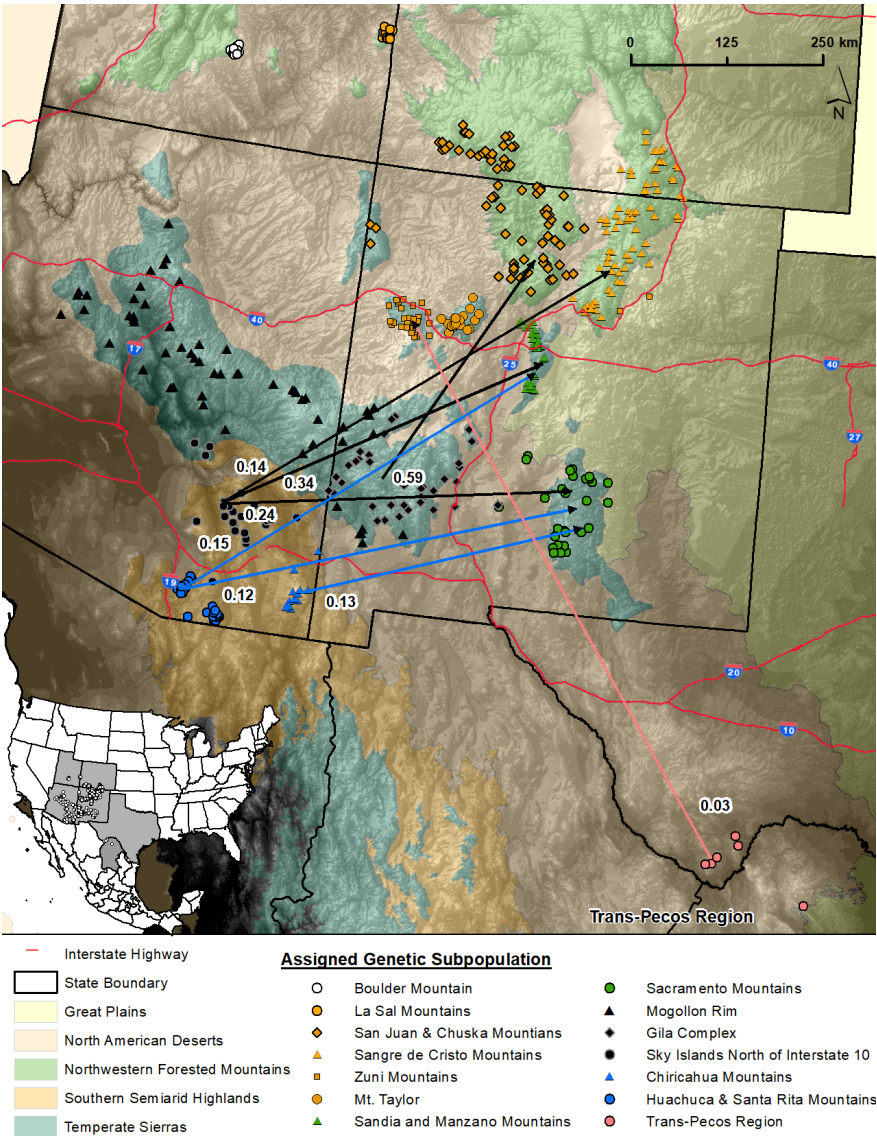 0 125 250 km
N
40
17
25
40
27
0.14
0.34
0.59
0.24
0.15
19
0.12
0.13
20
10
0.03
Trans-Pecos Region
Interstate Highway
State Boundary
Great Plains
North American Deserts
Northwestern Forested Mountains
Southern Semiarid Highlands
Temperate Sierras
Assigned Genetic Subpopulation
Boulder Mountain
La Sal Mountains
San Juan & Chuska Mountians
Sangre de Cristo Mountains
Zuni Mountains
Mt. Taylor
Sandia and Manzano Mountains
Sacramento Mountains
Mogollon Rim
Gila Complex
Sky Islands North of Interstate 10
Chiricahua Mountains
Huachuca & Santa Rita Mountains
Trans-Pecos Region